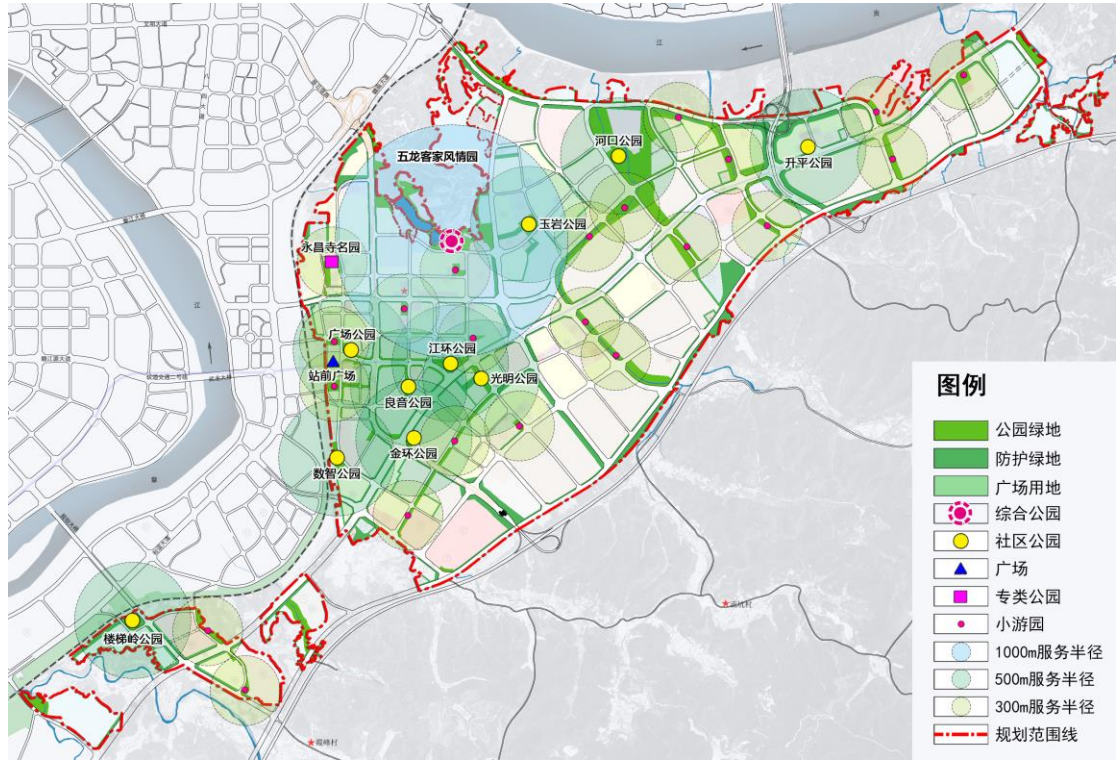 江
贡
河口公园
升平公园
五龙客家风情园
玉岩公园
永昌寺名园
广场公园
江环公园
站前广场
光明公园
良音公园
金环公园
数智公园
楼梯岭公园
江
章
图例
公园绿地
防护绿地
广场用地
综合公园
社区公园
广场
专类公园
小游园
1000m服务半径
500m服务半径
300m服务半径
规划范围线